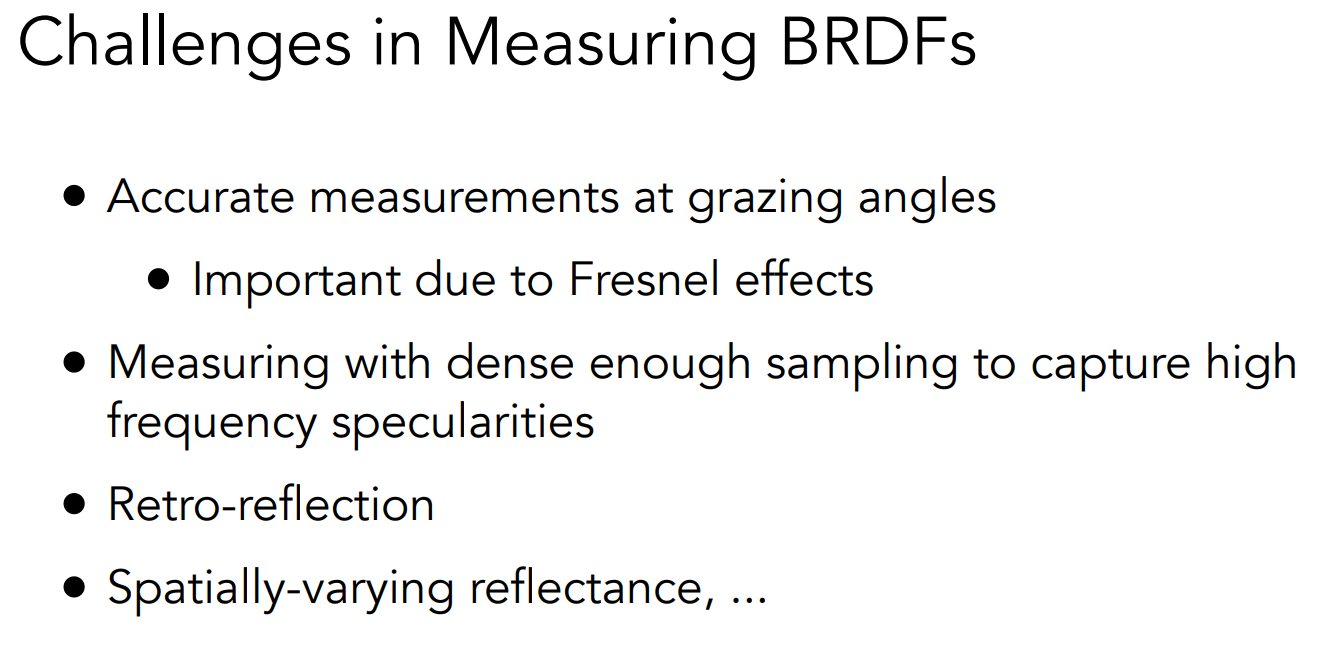 Challenges in Measuring BRDFs
● Accurate measurements at grazing angles
● Important due to Fresnel effects
● Measuring with dense enough sampling to capture high
frequency specularities
● Retro-reflection
● Spatially-varying reflectance, ...